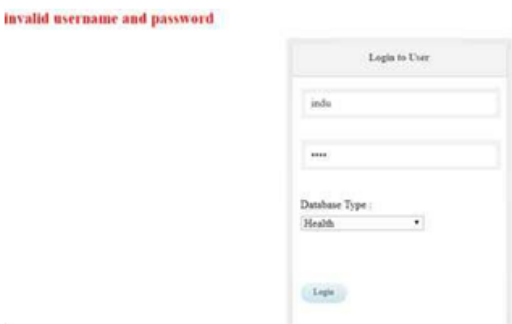 invalid username and password
Login to User
indu
••••
Database Type :
Health
Login